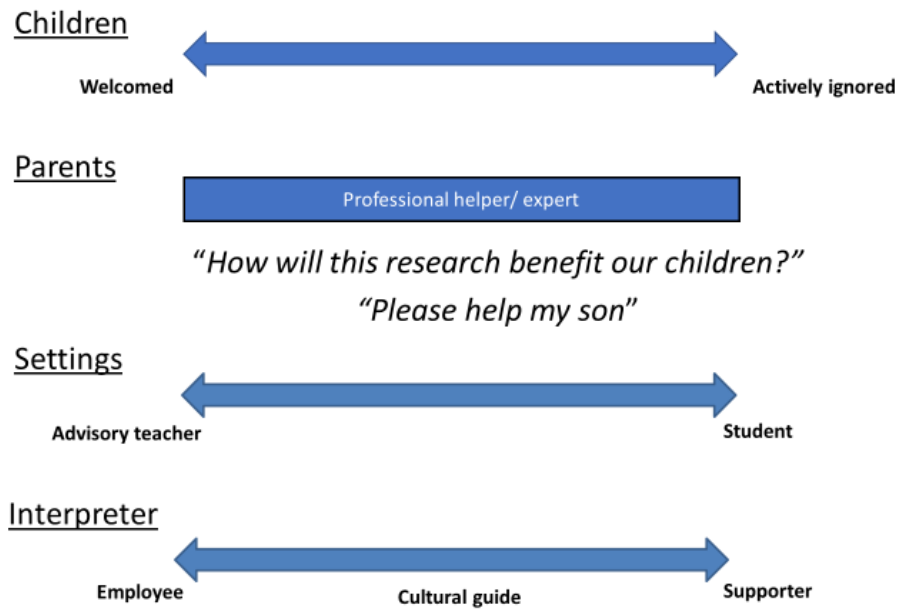 Children
Welcomed
Actively ignored
Parents
Professional helper/ expert
“How will this research benefit our children?”
“Please help my son”
Settings
Advisory teacher
Student
Interpreter
Employee
Cultural guide
Supporter